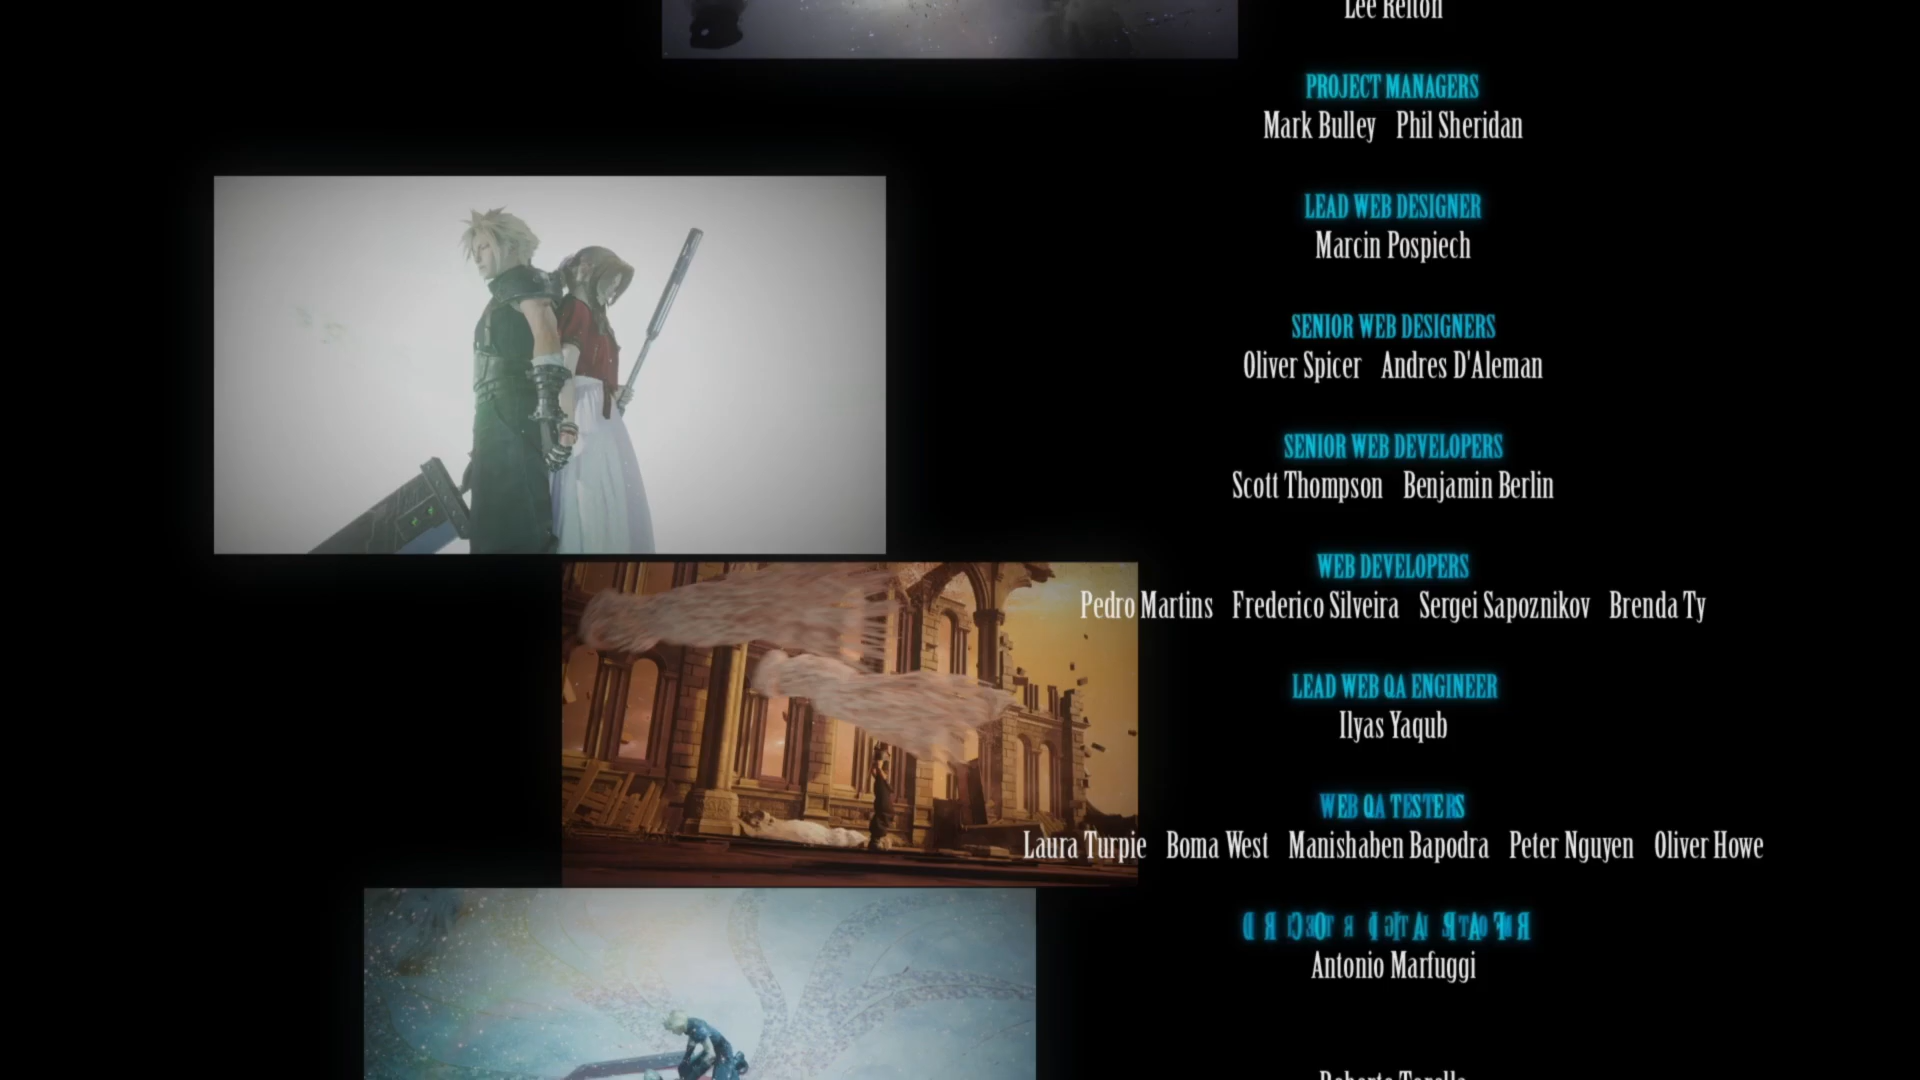 Lee Relton
PROJECT MANAGERS
Mark Bulley Phil Sheridan
LEAD WEB DESIGNER
Marcin Pospiech
SENIOR WEB DESIGNERS
Oliver Spicer Andres D'Aleman
SENIOR WEB DEVELOPERS
Scott Thompson Benjamin Berlin
WEB DEVELOPERS
Pedro Martins Frederico Silveira Sergei Sapoznikov Brenda Ty
LEAD WEB QA ENGINEER
Ilyas Yaqub
WEB QA TESTERS
Laura Turpie Boma West Manishaben Bapodra Peter Nguyen Oliver Howe
Antonio Marfuggi